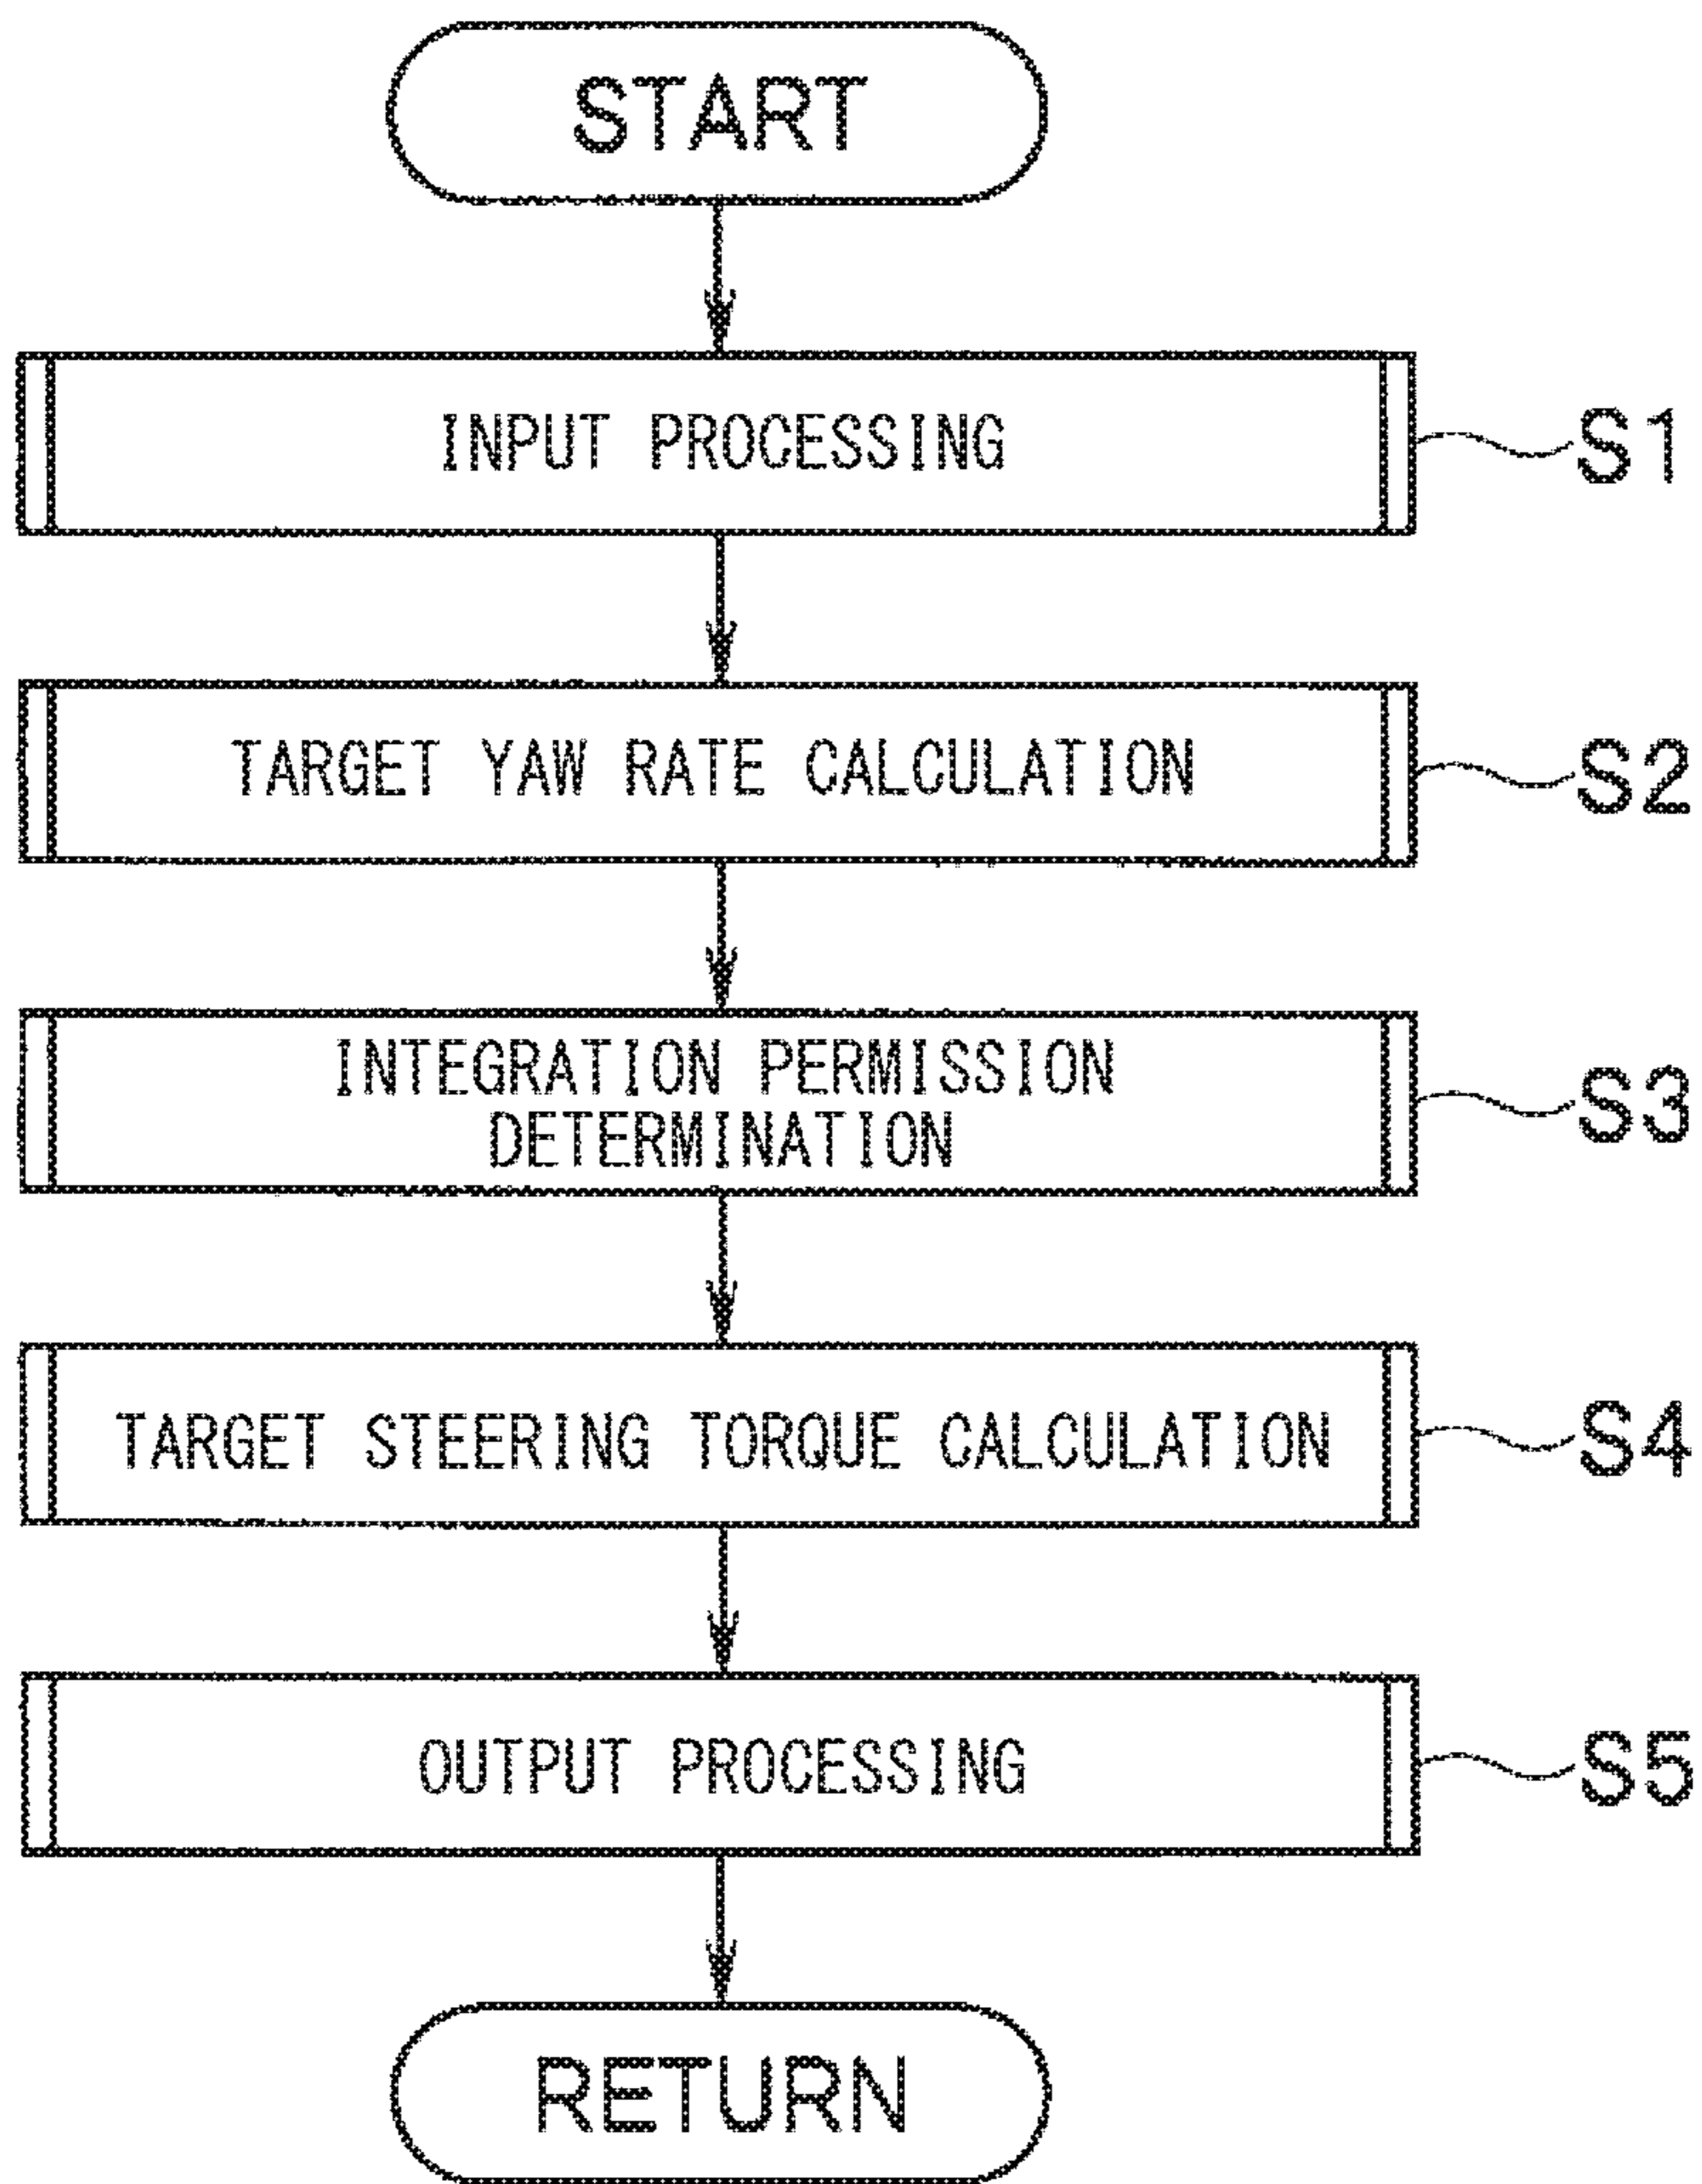 START
INPUT PROCESSING
S1
TARGET YAW RATE CALCULATION
S2
INTEGRATION PERMISSION
DETERMINATION
S3
TARGET STEERING TORQUE CALCULATION
S4
OUTPUT PROCESSING
S5
RETURN